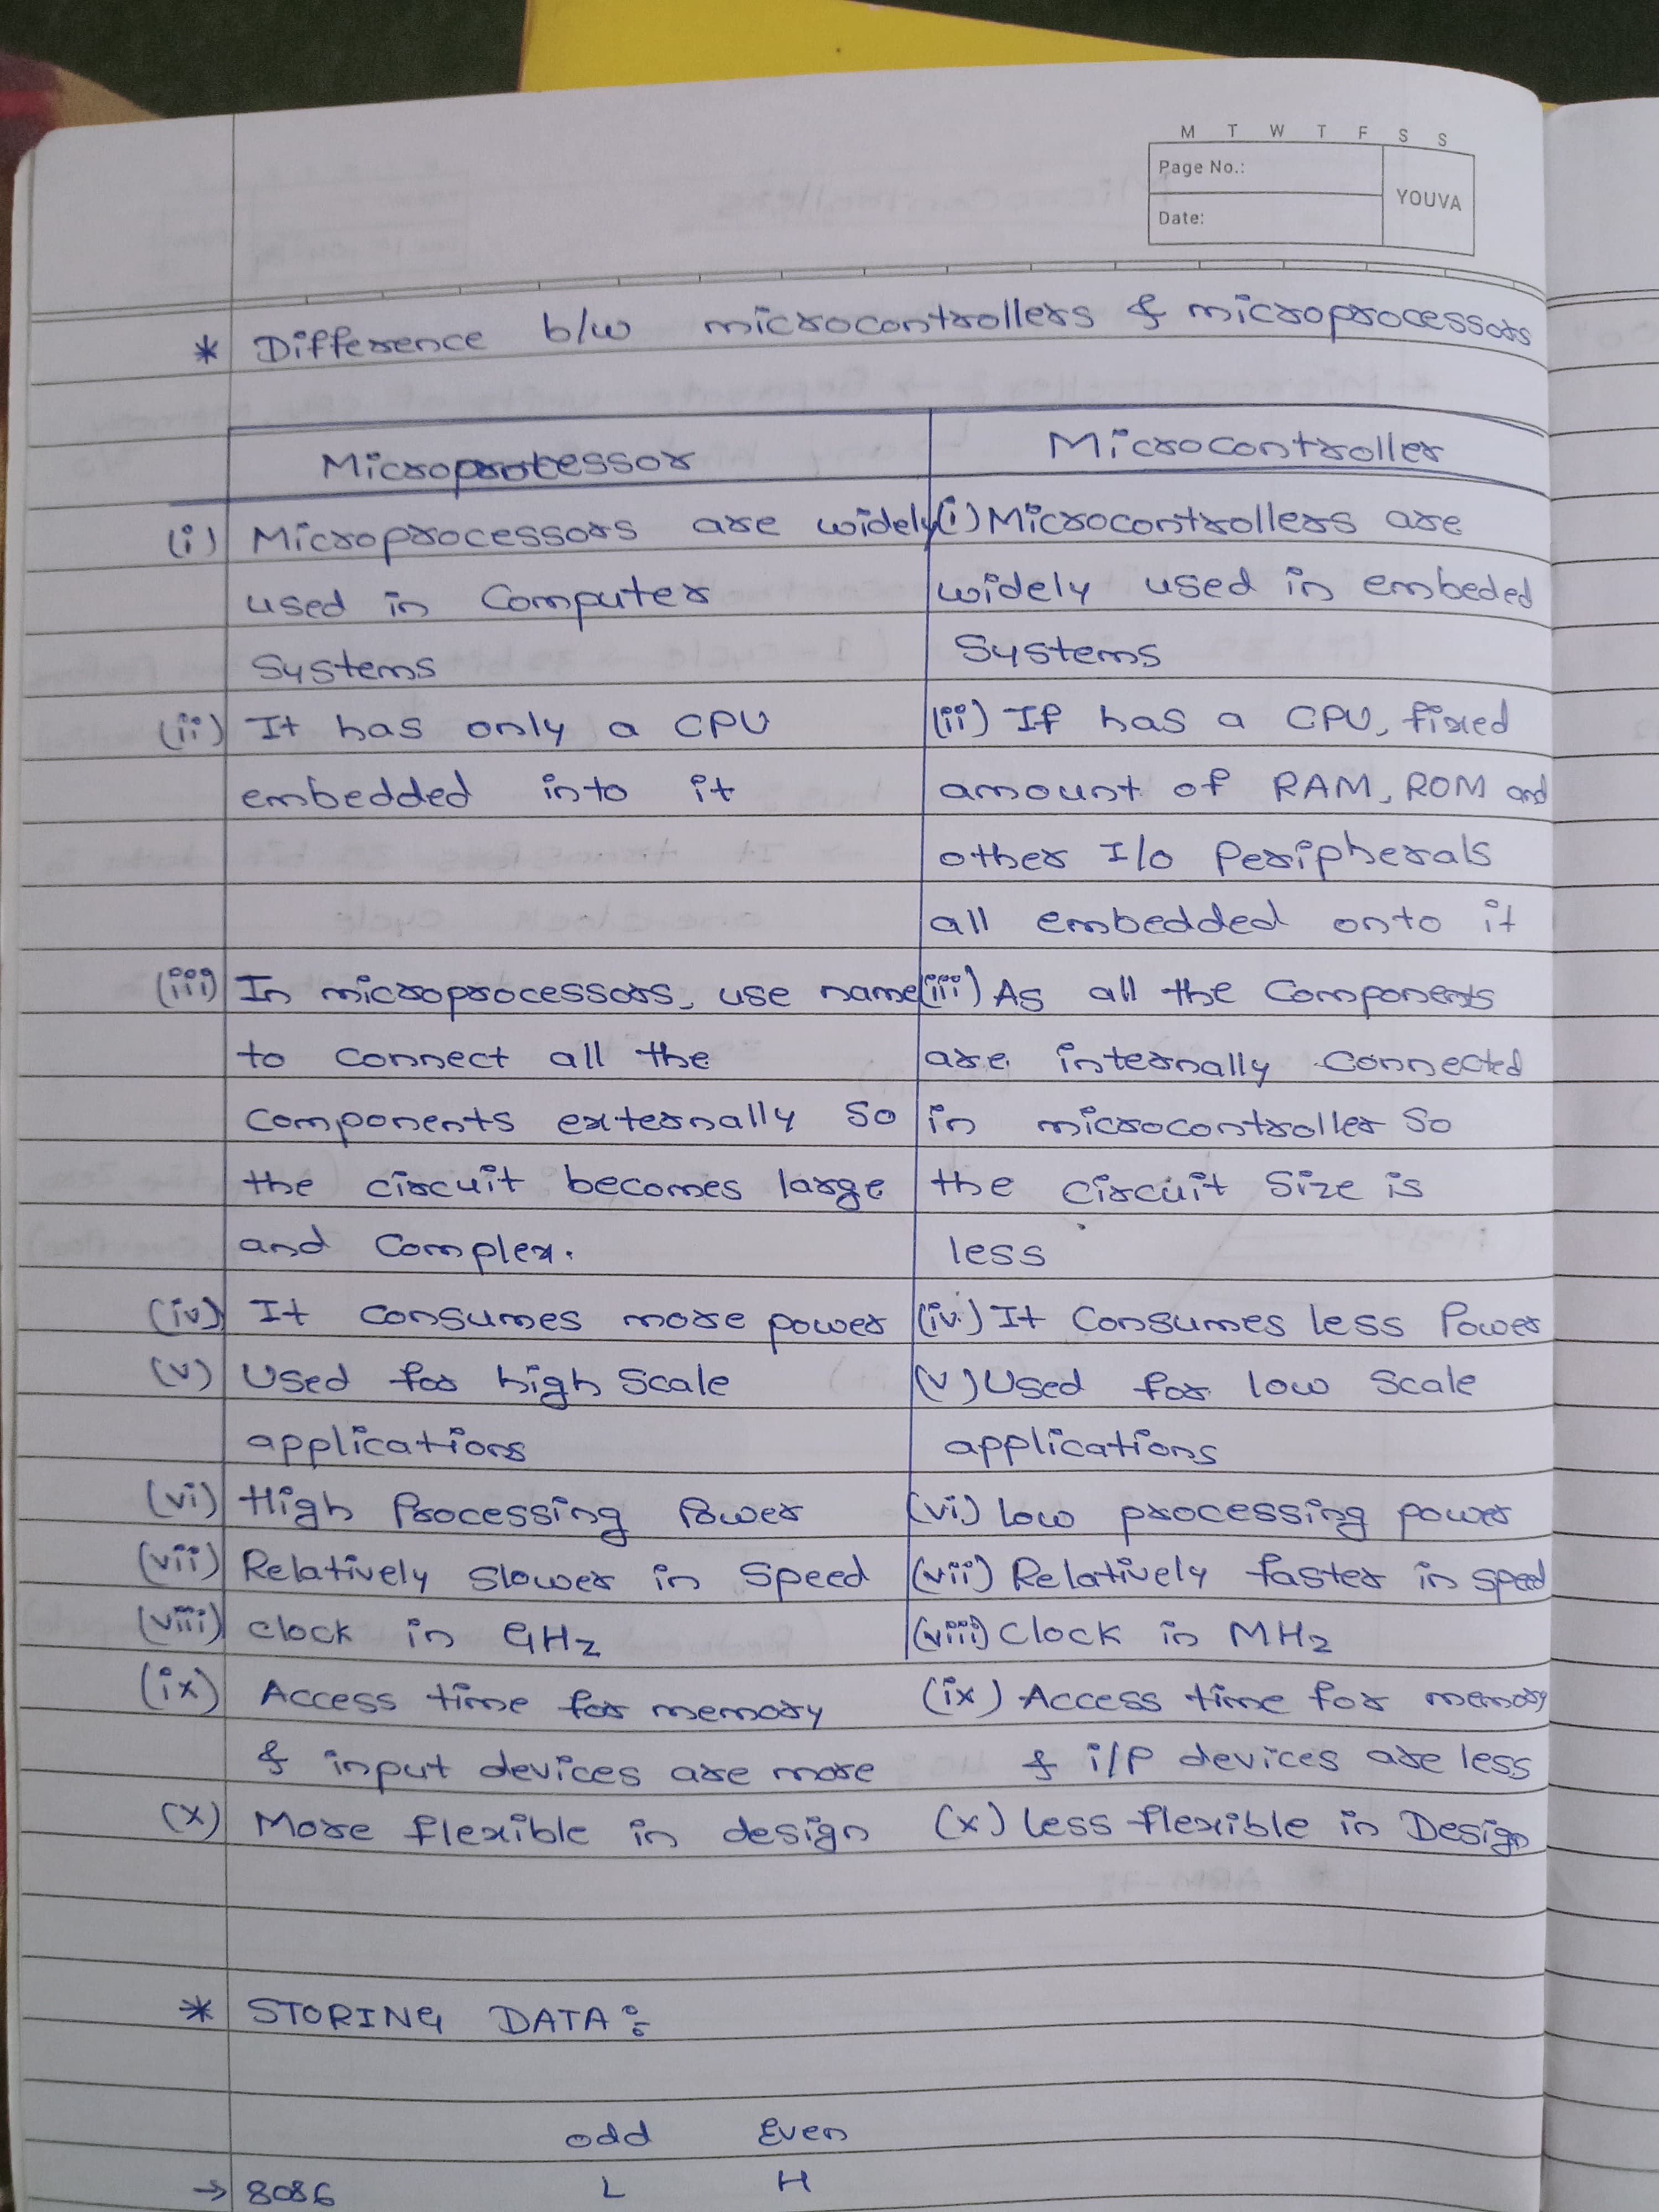 M T W T F S S
Page No.:
YOUVA
Date:
* Difference b/w microcontrollers & microprocessors
Microprocessor
Microcontroller
(i) Microprocessors are widely
used in Computer
Systems
(ii) It has only a CPU
embedded into it
(iii) In microprocessors, use name
to connect all the
components externally so
the circuit becomes large
and Complex.
(iv) It consumes more power
(v) Used for high Scale
applications
(vi) High Processing Power
(vii) Relatively Slower in Speed
(viii) clock in GHz
(ix) Access time for memory
& input devices are more
(x) More flexible in design
(i) Microcontrollers are
widely used in embeded
Systems
(ii) If has a CPU, fixed
amount of RAM, ROM and
other I/o Peripherals
all embedded onto it
(iii) As all the Components
are internally connected
in microcontroller So
the circuit Size is
less
(iv.) It Consumes less Power
(v) Used for low Scale
applications
(vi) low processing power
(vii) Relatively faster in speed
(viii) Clock in MHz
(ix) Access time for memory
& i/p devices are less
(x) less flexible in Design
* STORING DATA:
odd Even
→ 8086 L H